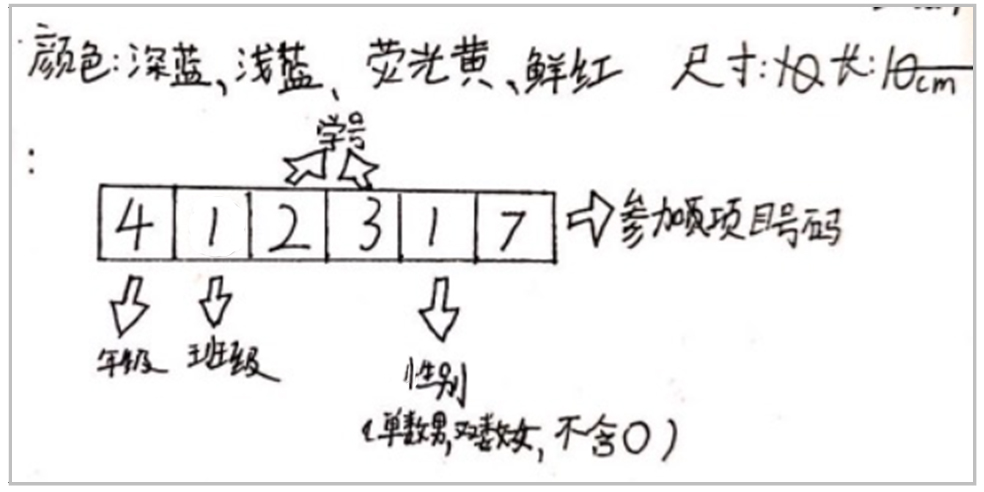 颜色:深蓝、浅蓝、荧光黄、鲜红 尺寸: 长:10cm
:
学号
4 1 2 3 1 7 参加项目号码
年级 班级
性别
(单数男,双数女,不含0)